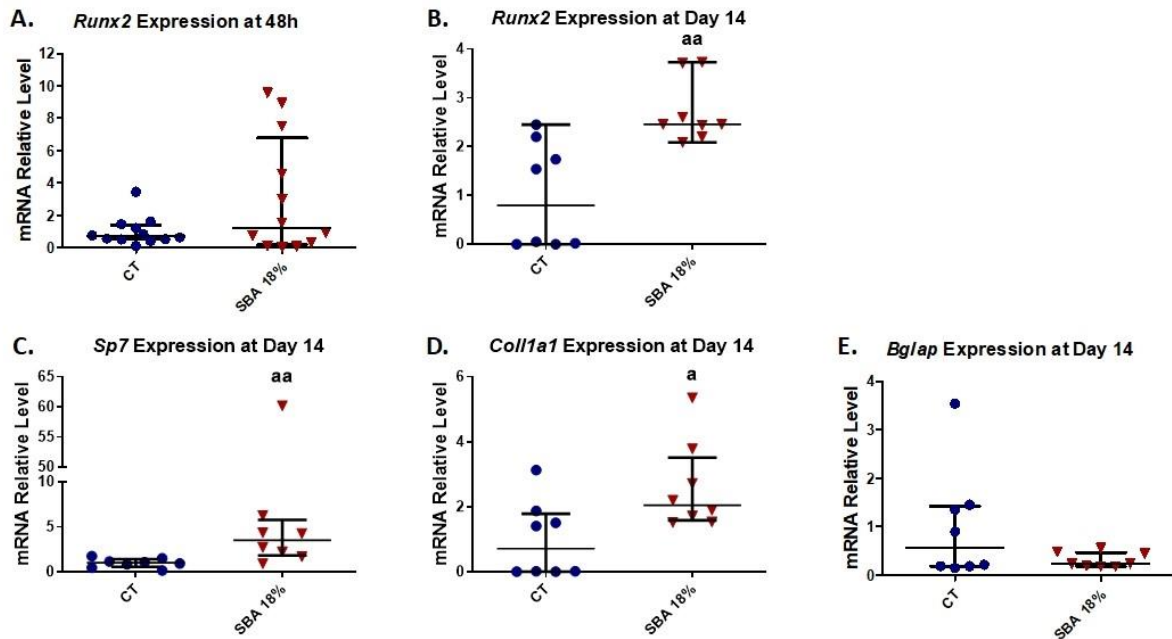 A.
Runx2 Expression at 48h
mRNA Relative Level
12
10
8
6
4
2
0
CT
SBA 18%
B.
Runx2 Expression at Day 14
aa
mRNA Relative Level
4
3
2
1
0
CT
SBA 18%
C.
Sp7 Expression at Day 14
aa
mRNA Relative Level
65
60
55
50
10
5
0
CT
SBA 18%
D.
Coll1a1 Expression at Day 14
a
mRNA Relative Level
6
4
2
0
CT
SBA 18%
E.
Bglap Expression at Day 14
mRNA Relative Level
4
3
2
1
0
CT
SBA 18%